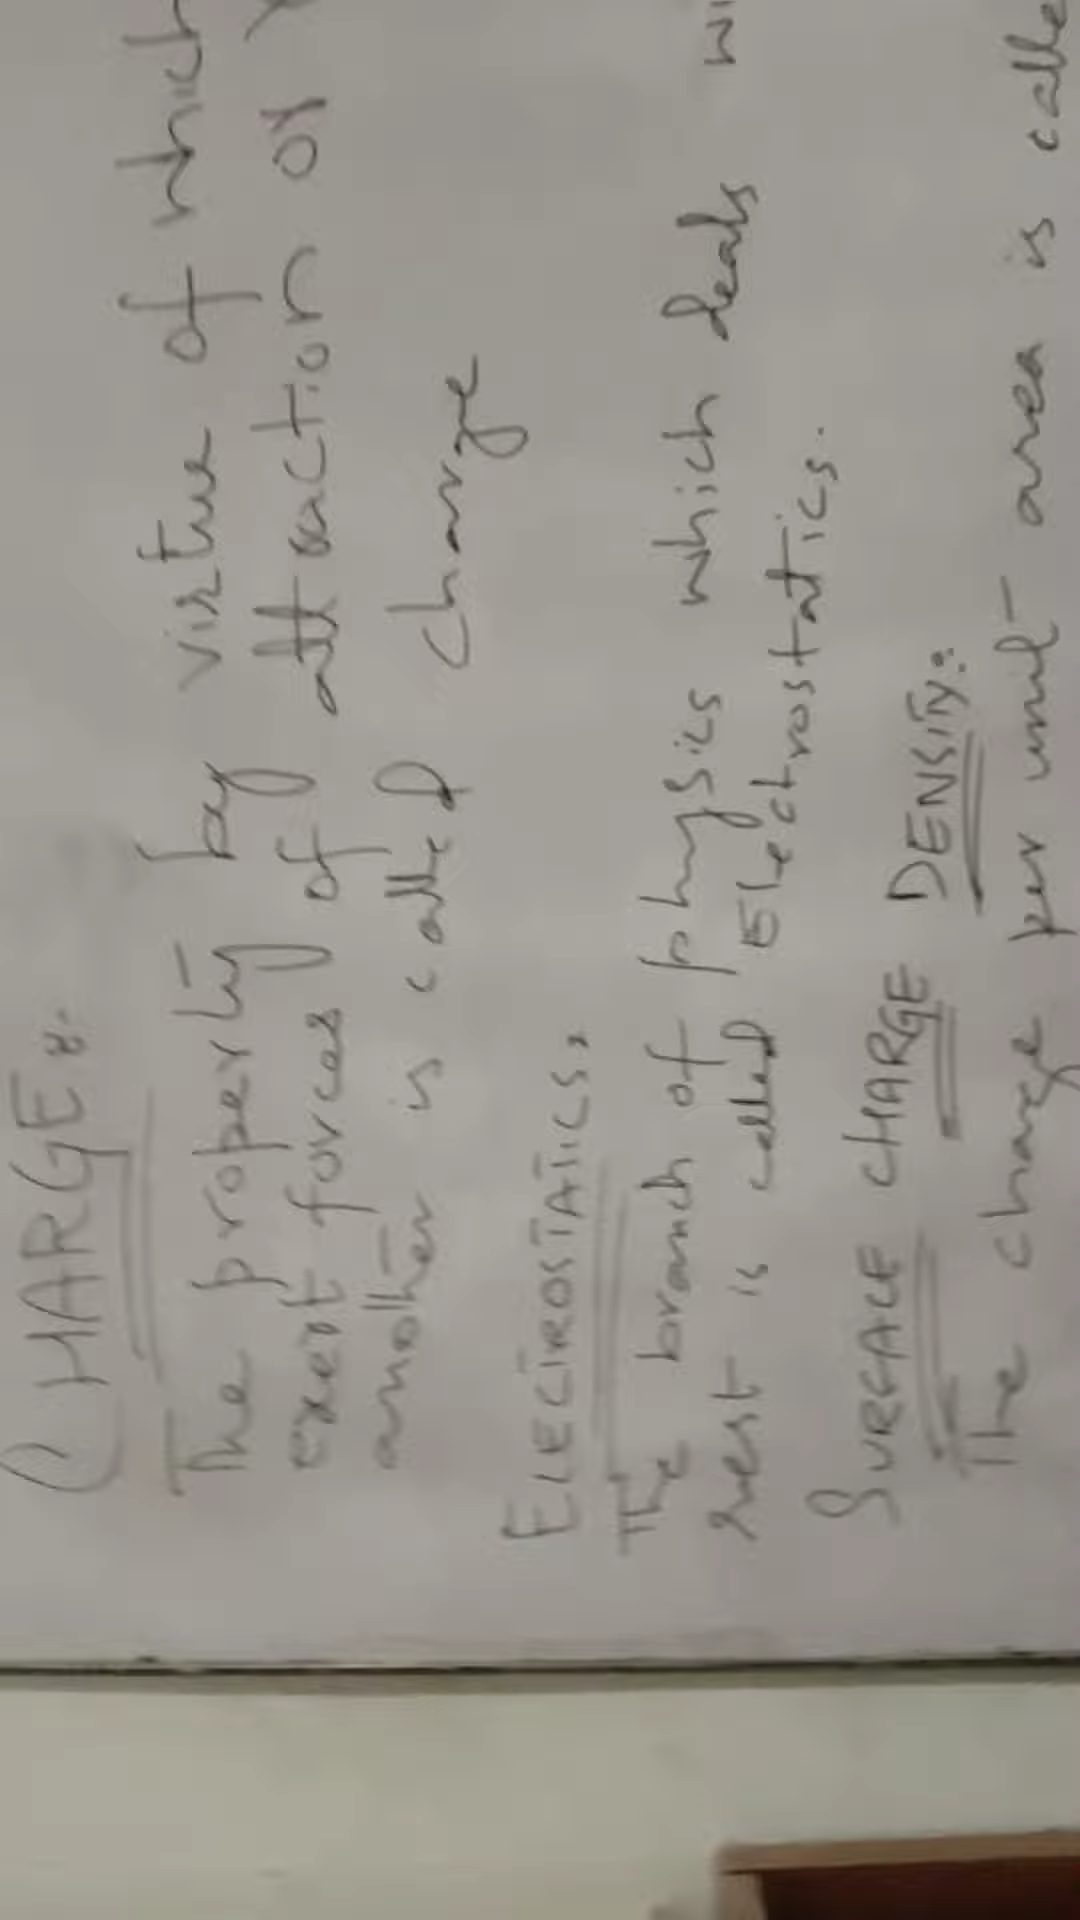 CHARGE:-
The property by virtue of which
exert forces of attraction or
another is called charge
ELECTROSTATICS,
The branch of physics which deals
rest is called Electrostatics.
SURFACE CHARGE DENSITY:-
The charge per unit area is calle